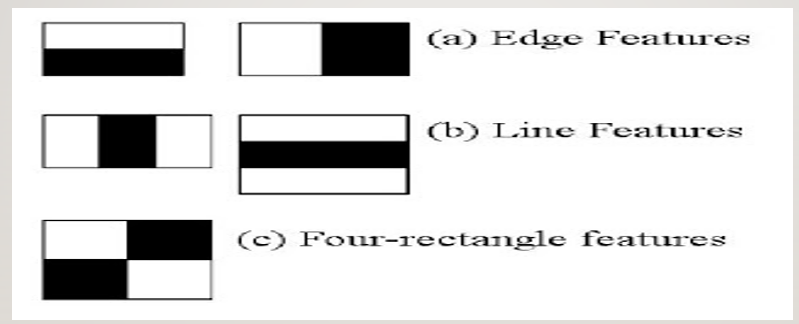 (a) Edge Features
(b) Line Features
(c) Four-rectangle features